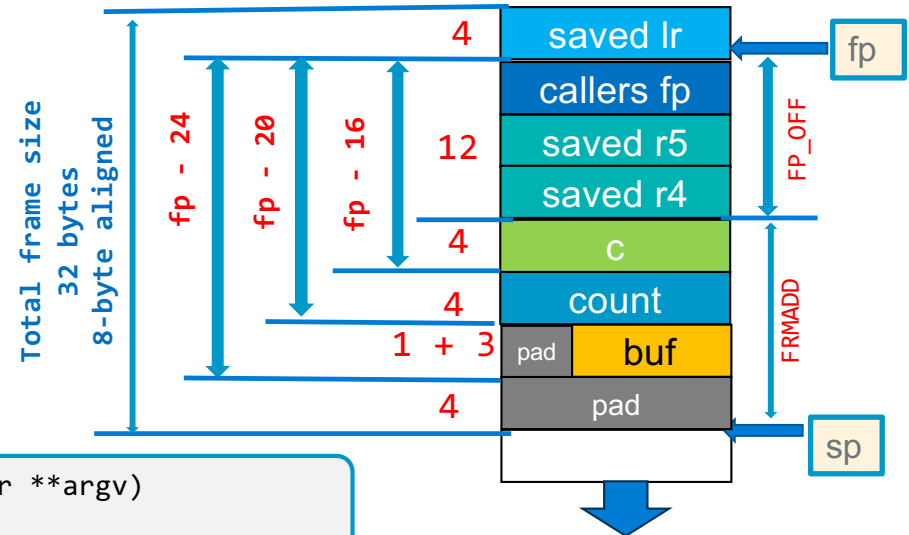 4
saved lr
fp
callers fp
saved r5
saved r4
12
FP_OFF
Total frame size
32 bytes
8-byte aligned
fp - 24
fp - 20
fp - 16
4
c
4
count
FRMADD
1 + 3
pad
buf
4
pad
sp
r **argv)